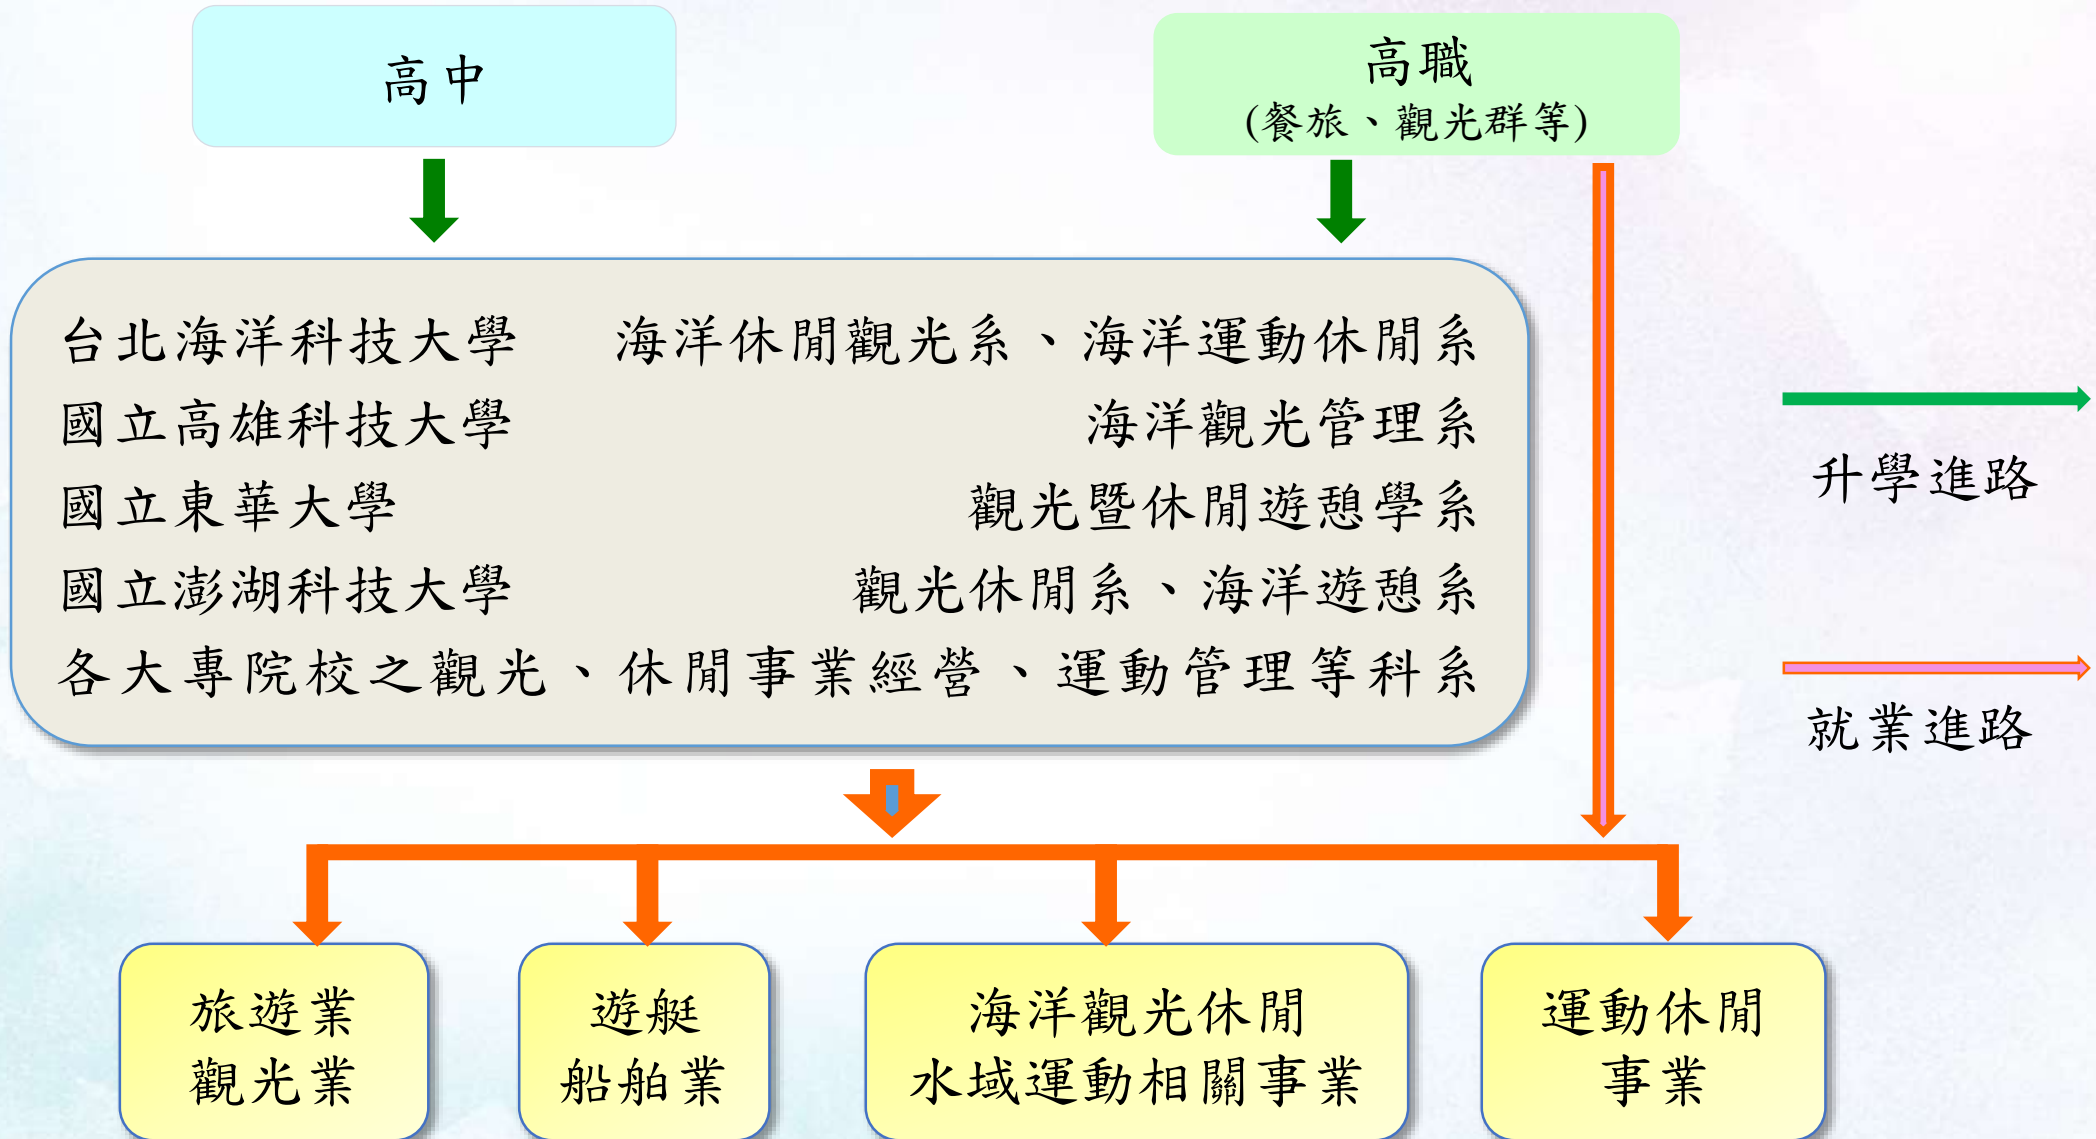 高中
高職
(餐旅、觀光群等)
台北海洋科技大學 海洋休閒觀光系、海洋運動休閒系
國立高雄科技大學 海洋觀光管理系
國立東華大學 觀光暨休閒遊憩學系
國立澎湖科技大學 觀光休閒系、海洋遊憩系
各大專院校之觀光、休閒事業經營、運動管理等科系
升學進路
就業進路
旅遊業
觀光業
遊艇
船舶業
海洋觀光休閒
水域運動相關事業
運動休閒
事業